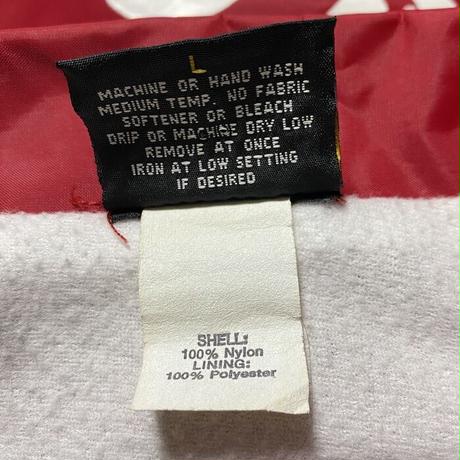 L
MACHINE OR HAND WASH
MEDIUM TEMP. NO FABRIC
SOFTENER OR BLEACH
DRIP OR MACHINE DRY LOW
REMOVE AT ONCE
IRON AT LOW SETTING
IF DESIRED
SHELL:
100% Nylon
LINING:
100% Polyester